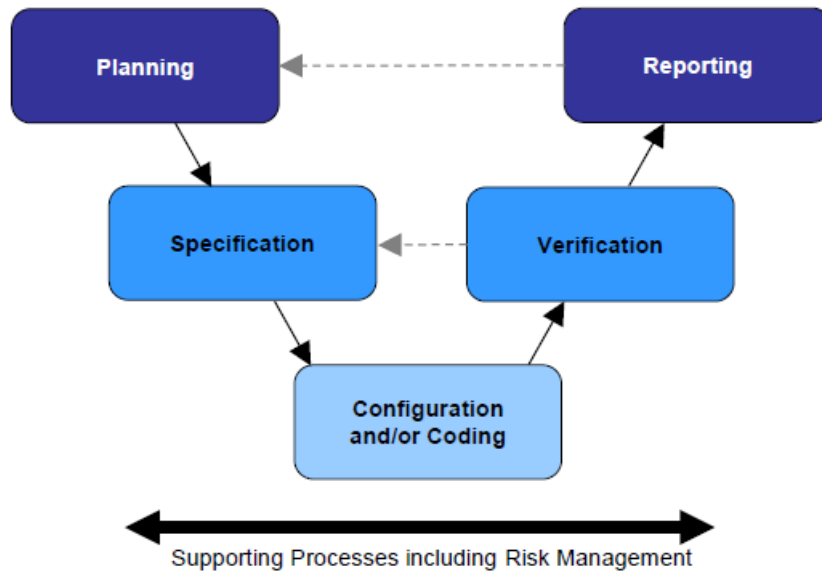 Planning
Reporting
Specification
Verification
Configuration
and/or Coding
Supporting Processes including Risk Management